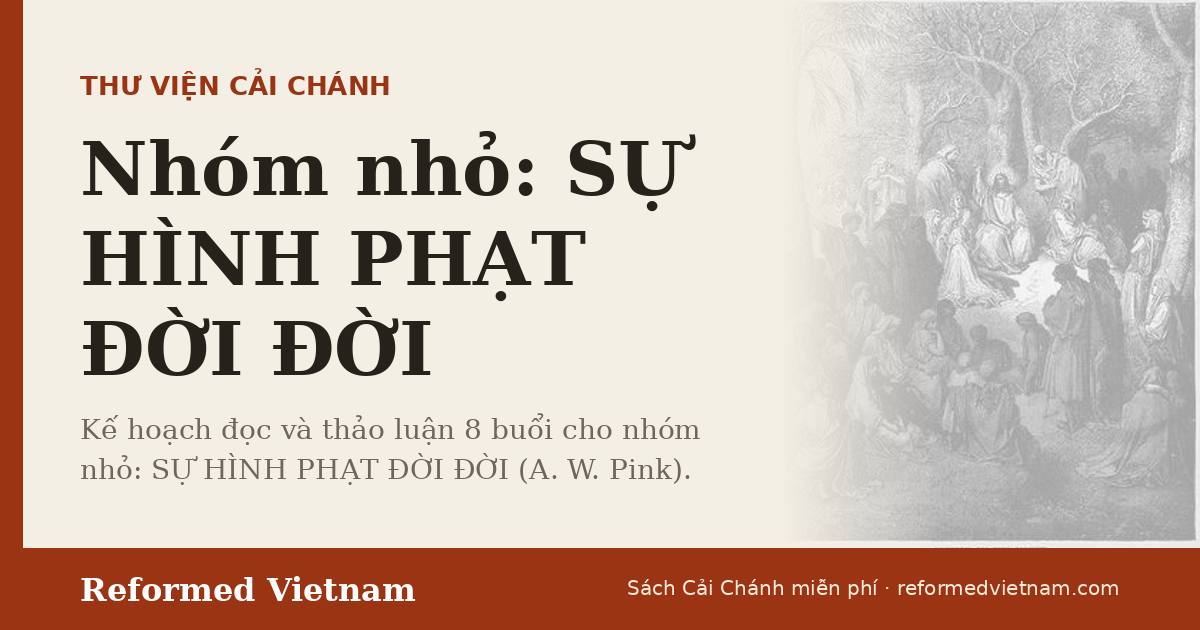 THƯ VIỆN CẢI CHÁNH
Nhóm nhỏ: SỰ
HÌNH PHẠT
ĐỜI ĐỜI
Kế hoạch đọc và thảo luận 8 buổi cho nhóm
nhỏ: SỰ HÌNH PHẠT ĐỜI ĐỜI (A. W. Pink).
Reformed Vietnam
Sách Cải Chánh miễn phí · reformedvietnam.com